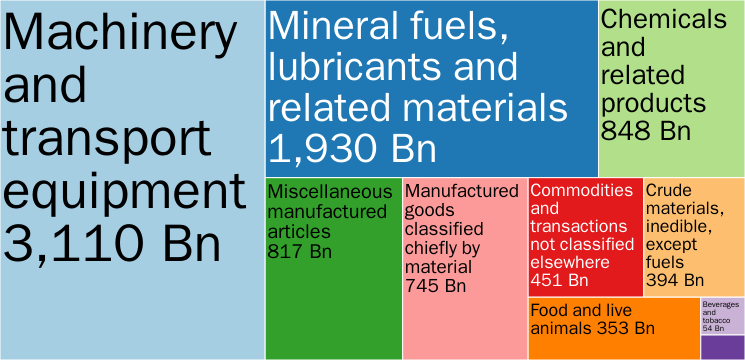 Machinery
and
transport
equipment
3,110 Bn
Mineral fuels,
lubricants and
related materials
1,930 Bn
Chemicals
and
related
products
848 Bn
Miscellaneous
manufactured
articles
817 Bn
Manufactured
goods
classified
chiefly by
material
745 Bn
Commodities
and
transactions
not classified
elsewhere
451 Bn
Crude
materials,
inedible,
except
fuels
394 Bn
Food and live
animals 353 Bn
Beverages
and
tobacco
54 Bn